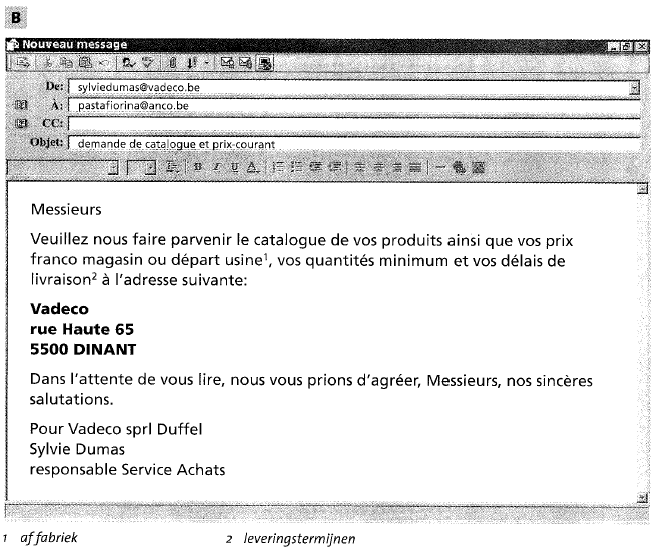 B
Nouveau message
De: sylviedumas@vadeco.be
À: pastafiorina@anco.be
CC:
Objet: demande de catalogue et prix-courant
B I U A
Messieurs
Veuillez nous faire parvenir le catalogue de vos produits ainsi que vos prix
franco magasin ou départ usine¹, vos quantités minimum et vos délais de
livraison² à l'adresse suivante:
Vadeco
rue Haute 65
5500 DINANT
Dans l'attente de vous lire, nous vous prions d'agréer, Messieurs, nos sincères
salutations.
Pour Vadeco sprl Duffel
Sylvie Dumas
responsable Service Achats
1 af fabriek 2 leveringstermijnen